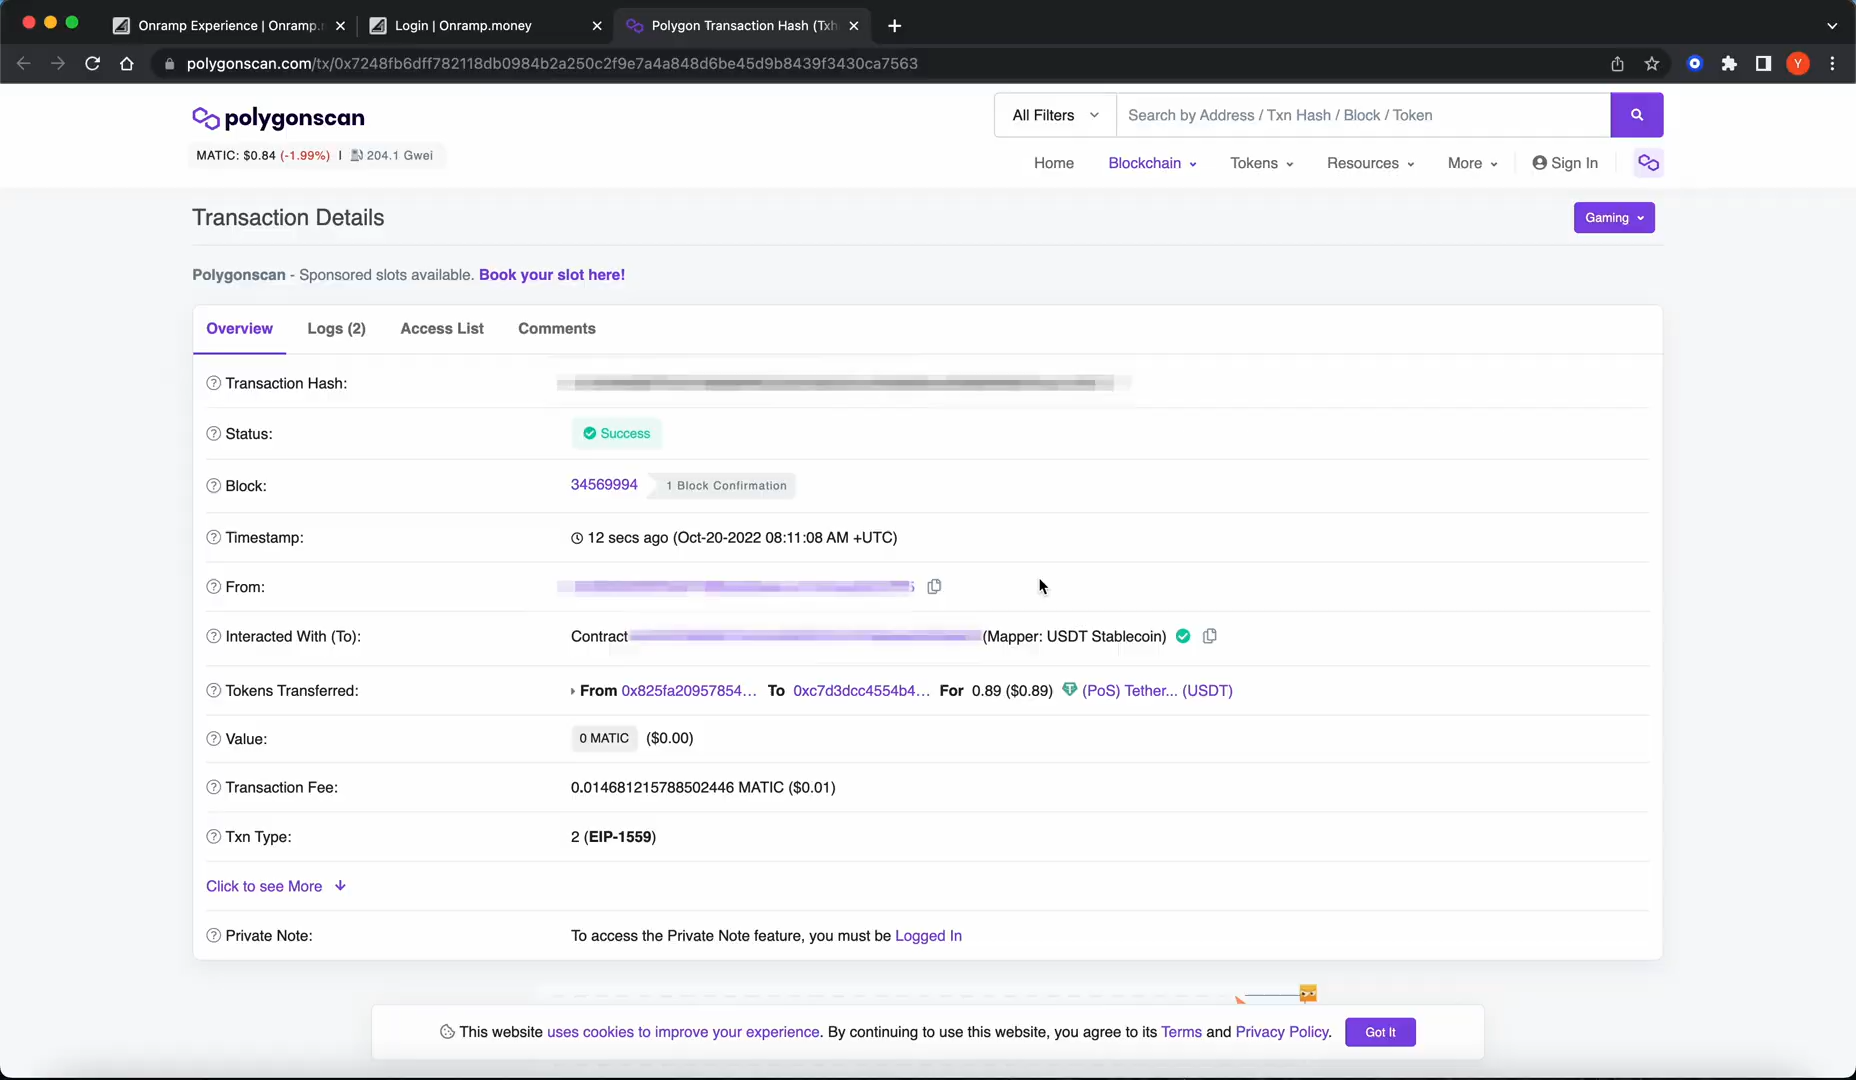 Onramp Experience | Onramp.
Login | Onramp.money
Polygon Transaction Hash (Txh
polygonscan.com/tx/0x7248fb6dff782118db0984b2a250c2f9e7a4a848d6be45d9b8439f3430ca7563
Y
polygonscan
All Filters
Search by Address / Txn Hash / Block / Token
MATIC: $0.84 (-1.99%) | 204.1 Gwei
Home Blockchain Tokens Resources More Sign In
Transaction Details
Gaming
Polygonscan - Sponsored slots available. Book your slot here!
Overview Logs (2) Access List Comments
Transaction Hash:
Status: Success
Block: 34569994 1 Block Confirmation
Timestamp: 12 secs ago (Oct-20-2022 08:11:08 AM +UTC)
From:
Interacted With (To): Contract (Mapper: USDT Stablecoin)
Tokens Transferred: From 0x825fa20957854... To 0xc7d3dcc4554b4... For 0.89 ($0.89) (PoS) Tether... (USDT)
Value: 0 MATIC ($0.00)
Transaction Fee: 0.014681215788502446 MATIC ($0.01)
Txn Type: 2 (EIP-1559)
Click to see More
Private Note: To access the Private Note feature, you must be Logged In
This website uses cookies to improve your experience. By continuing to use this website, you agree to its Terms and Privacy Policy. Got It